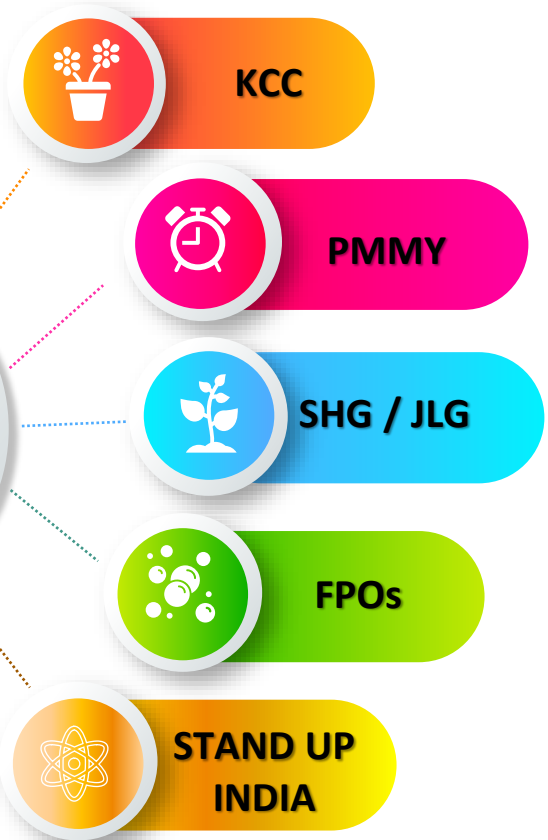 KCC
PMMY
SHG / JLG
FPOs
STAND UP
INDIA